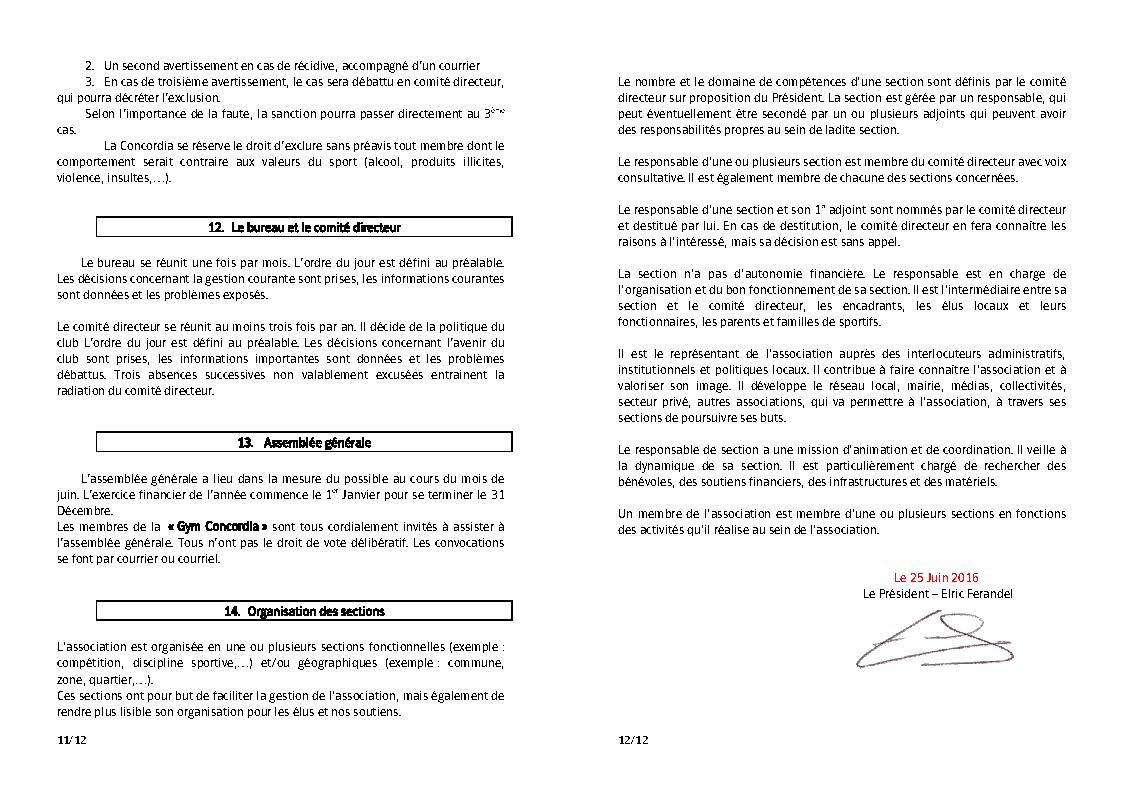 2. Un second avertissement en cas de récidive, accompagné d'un courrier
3. En cas de troisième avertissement, le cas sera débattu en comité directeur,
qui pourra décréter l'exclusion.
Selon l'importance de la faute, la sanction pourra passer directement au 3ème
cas.
La Concordia se réserve le droit d'exclure sans préavis tout membre dont le
comportement serait contraire aux valeurs du sport (alcool, produits illicites,
violence, insultes,...).
12. Le bureau et le comité directeur
Le bureau se réunit une fois par mois. L'ordre du jour est défini au préalable.
Les décisions concernant la gestion courante sont prises, les informations courantes
sont données et les problèmes exposés.
Le comité directeur se réunit au moins trois fois par an. Il décide de la politique du
club L'ordre du jour est défini au préalable. Les décisions concernant l'avenir du
club sont prises, les informations importantes sont données et les problèmes
débattus. Trois absences successives non valablement excusées entrainent la
radiation du comité directeur.
13. Assemblée générale
L'assemblée générale a lieu dans la mesure du possible au cours du mois de
juin. L'exercice financier de l'année commence le 1er Janvier pour se terminer le 31
Décembre.
Les membres de la « Gym Concordia » sont tous cordialement invités à assister à
l'assemblée générale. Tous n'ont pas le droit de vote délibératif. Les convocations
se font par courrier ou courriel.
14. Organisation des sections
L'association est organisée en une ou plusieurs sections fonctionnelles (exemple :
compétition, discipline sportive,...) et/ou géographiques (exemple : commune,
zone, quartier,...).
Ces sections ont pour but de faciliter la gestion de l'association, mais également de
rendre plus lisible son organisation pour les élus et nos soutiens.
11/12
Le nombre et le domaine de compétences d'une section sont définis par le comité
directeur sur proposition du Président. La section est gérée par un responsable, qui
peut éventuellement être secondé par un ou plusieurs adjoints qui peuvent avoir
des responsabilités propres au sein de ladite section.
Le responsable d'une ou plusieurs section est membre du comité directeur avec voix
consultative. Il est également membre de chacune des sections concernées.
Le responsable d'une section et son 1er adjoint sont nommés par le comité directeur
et destitué par lui. En cas de destitution, le comité directeur en fera connaitre les
raisons à l'intéressé, mais sa décision est sans appel.
La section n'a pas d'autonomie financière. Le responsable est en charge de
l'organisation et du bon fonctionnement de sa section. Il est l'intermédiaire entre sa
section et le comité directeur, les encadrants, les élus locaux et leurs
fonctionnaires, les parents et familles de sportifs.
Il est le représentant de l'association auprès des interlocuteurs administratifs,
institutionnels et politiques locaux. Il contribue à faire connaître l'association et à
valoriser son image. Il développe le réseau local, mairie, médias, collectivités,
secteur privé, autres associations, qui va permettre à l'association, à travers ses
sections de poursuivre ses buts.
Le responsable de section a une mission d'animation et de coordination. Il veille à
la dynamique de sa section. Il est particulièrement chargé de rechercher des
bénévoles, des soutiens financiers, des infrastructures et des matériels.
Un membre de l'association est membre d'une ou plusieurs sections en fonctions
des activités qu'il réalise au sein de l'association.
Le 25 Juin 2016
Le Président – Elric Ferandel
12/12